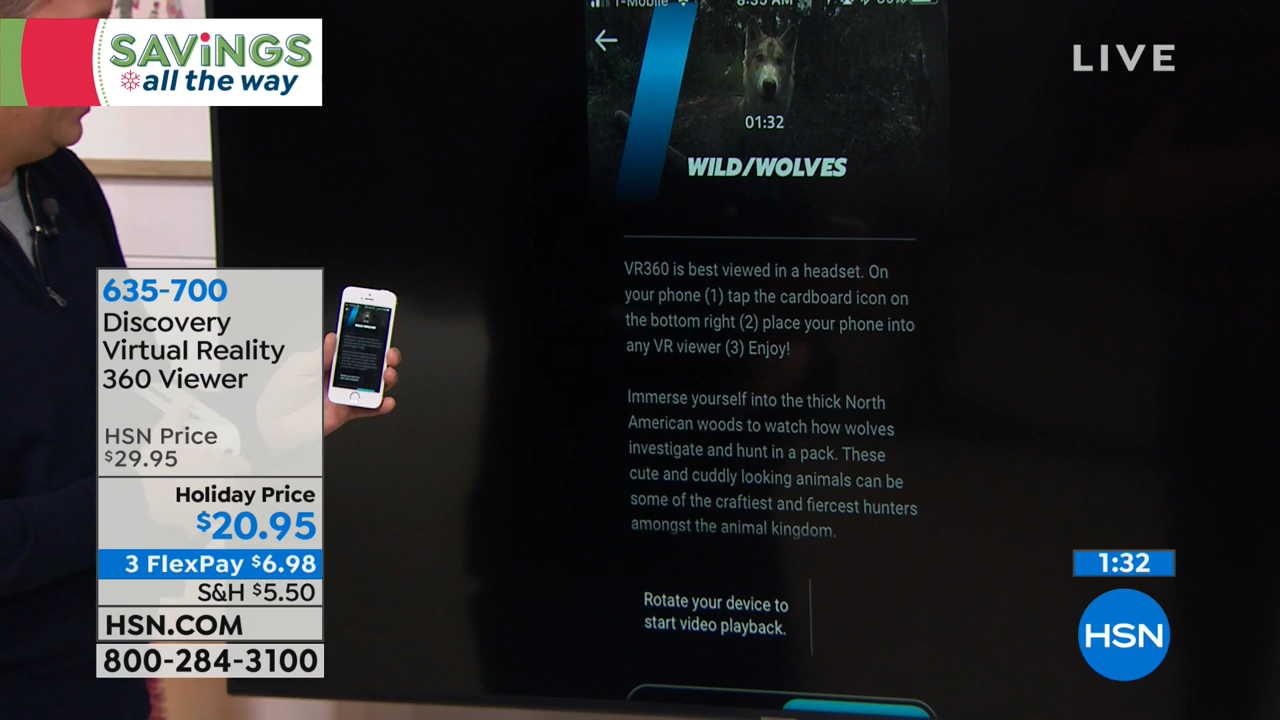 SAVINGS
all the way
LIVE
T-Mobile
8:35 AM
01:32
WILD/WOLVES
VR360 is best viewed in a headset. On
your phone (1) tap the cardboard icon on
the bottom right (2) place your phone into
any VR viewer (3) Enjoy!
Immerse yourself into the thick North
American woods to watch how wolves
investigate and hunt in a pack. These
cute and cuddly looking animals can be
some of the craftiest and fiercest hunters
amongst the animal kingdom.
Rotate your device to
start video playback.
635-700
Discovery
Virtual Reality
360 Viewer
HSN Price
$29.95
Holiday Price
$20.95
3 FlexPay $6.98
S&H $5.50
HSN.COM
800-284-3100
1:32
HSN